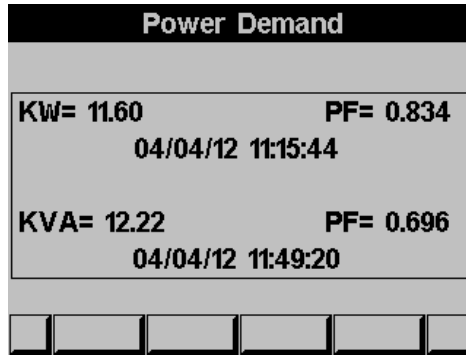 Power Demand
KW= 11.60 PF= 0.834
04/04/12 11:15:44
KVA= 12.22 PF= 0.696
04/04/12 11:49:20